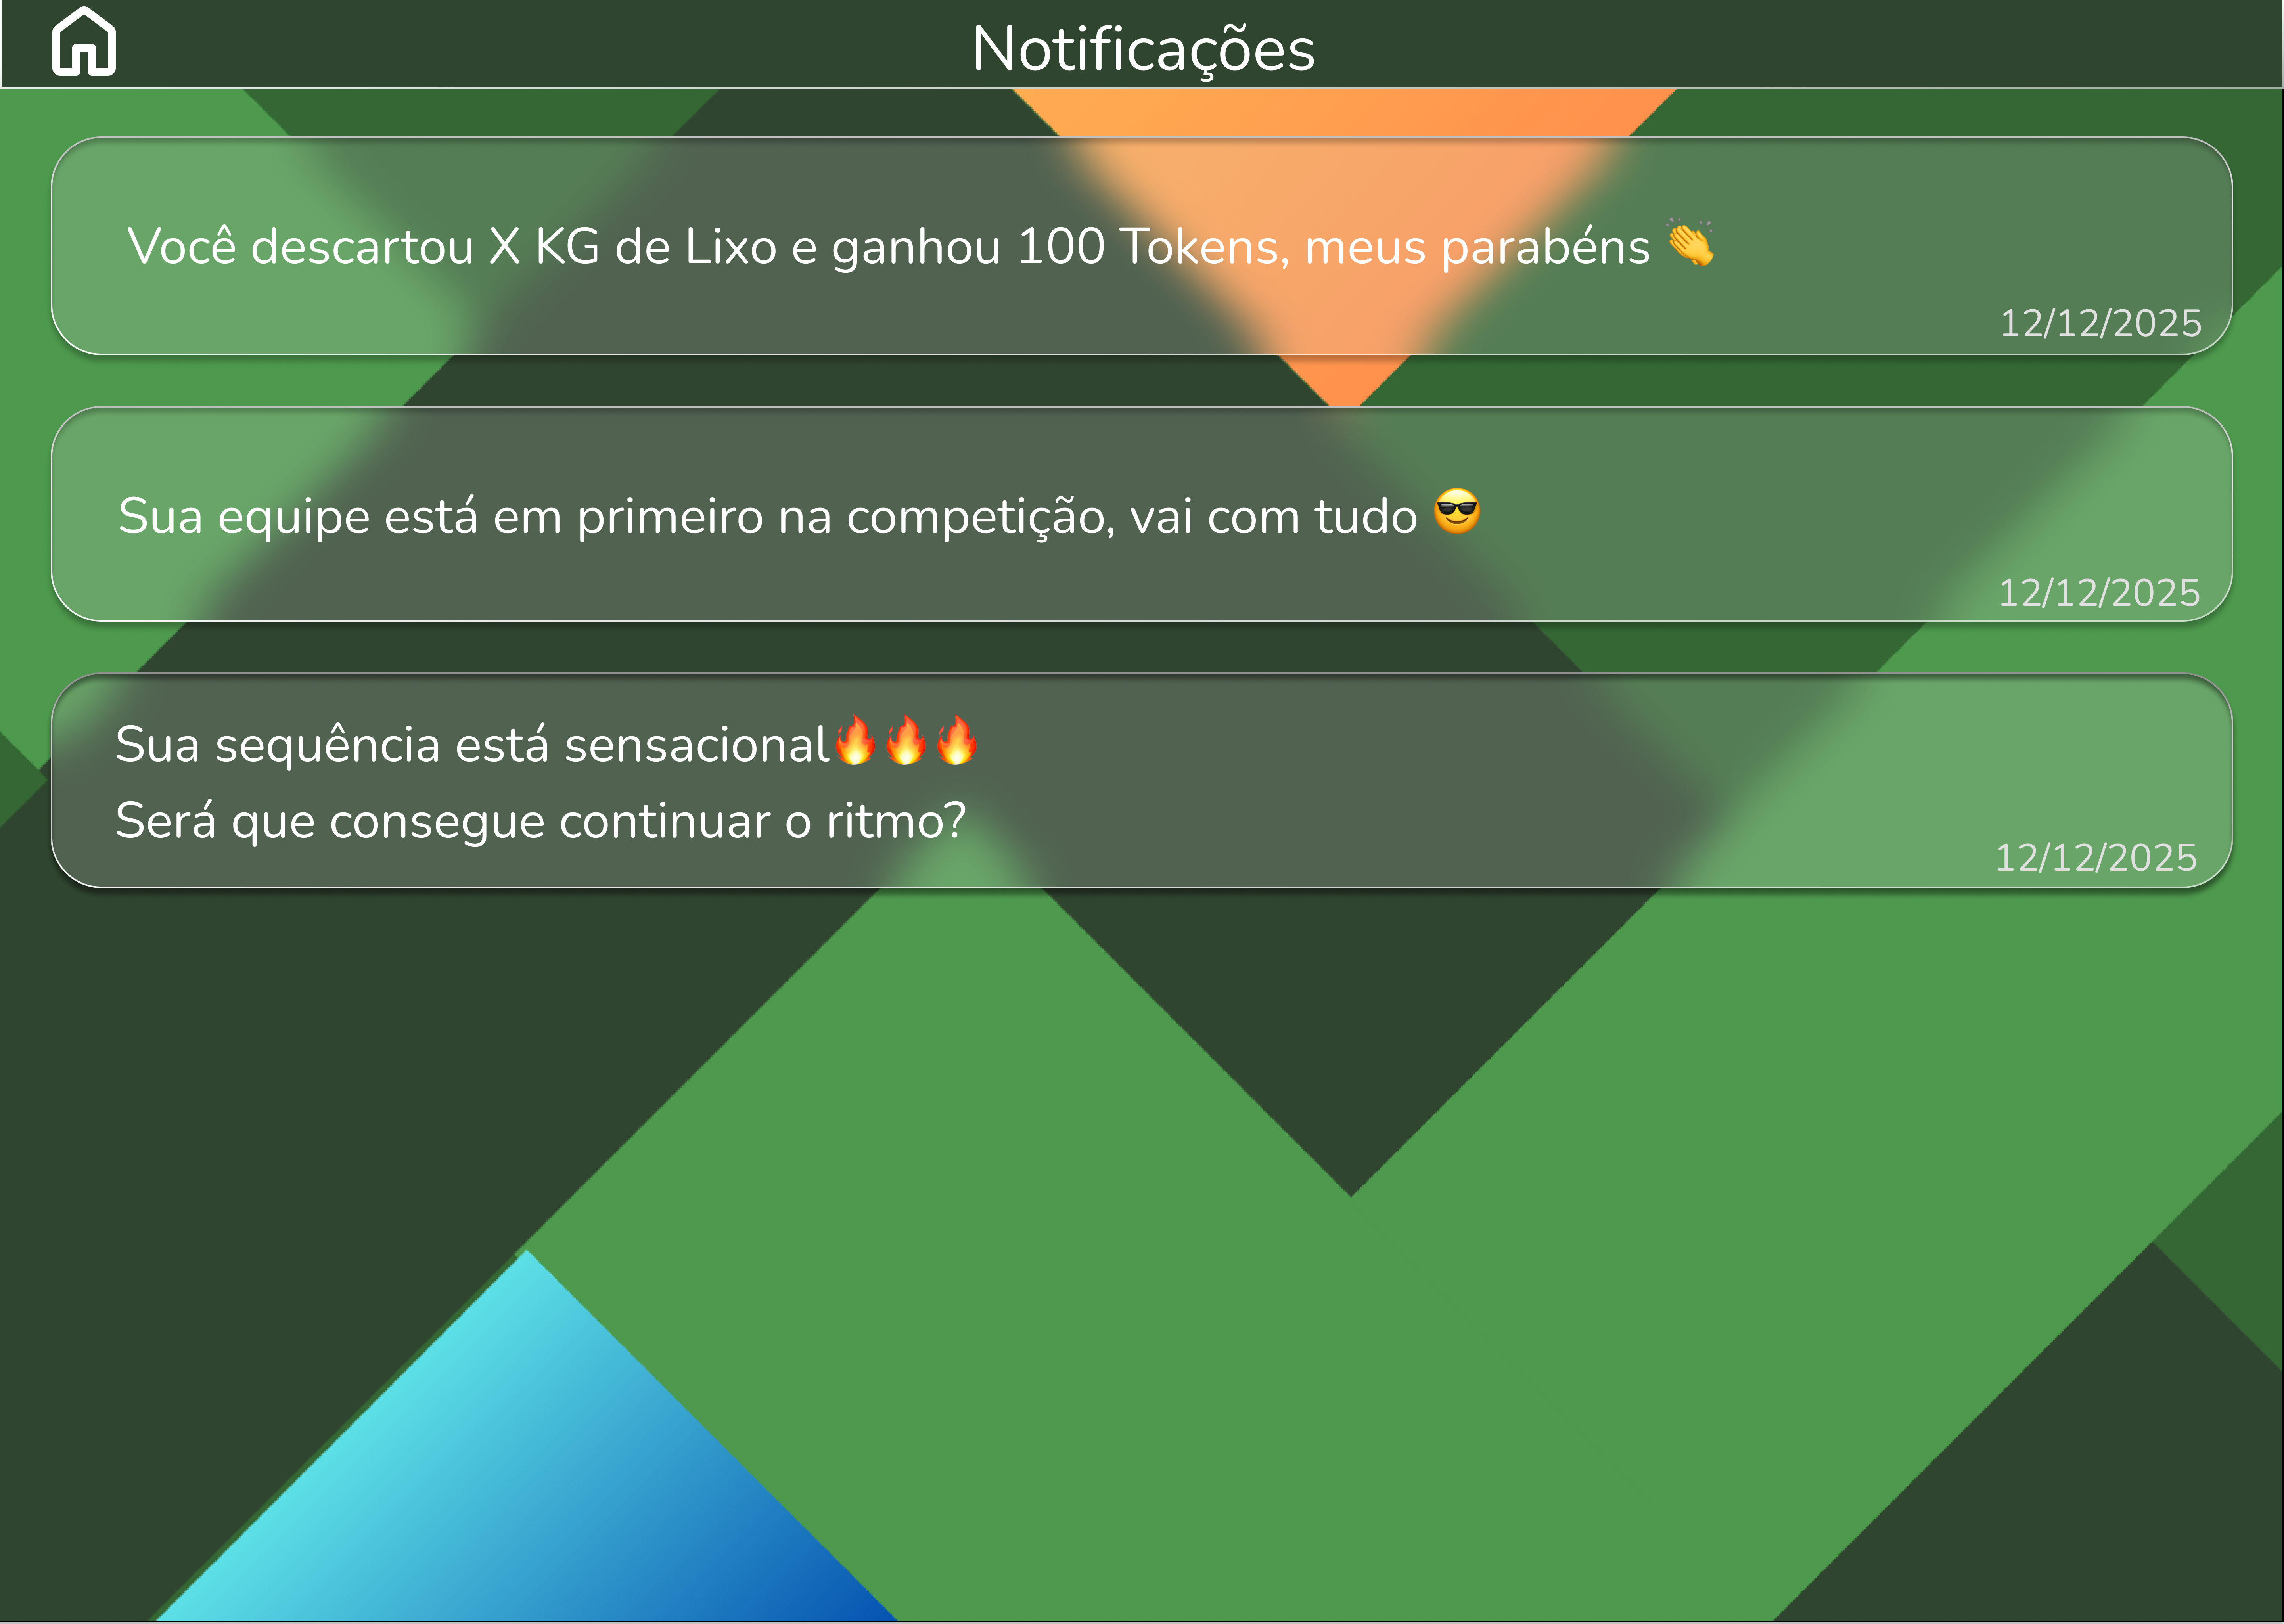 Notificações
Você descartou X KG de Lixo e ganhou 100 Tokens, meus parabéns 👏
12/12/2025
Sua equipe está em primeiro na competição, vai com tudo 😎
12/12/2025
Sua sequência está sensacional🔥🔥🔥
Será que consegue continuar o ritmo?
12/12/2025